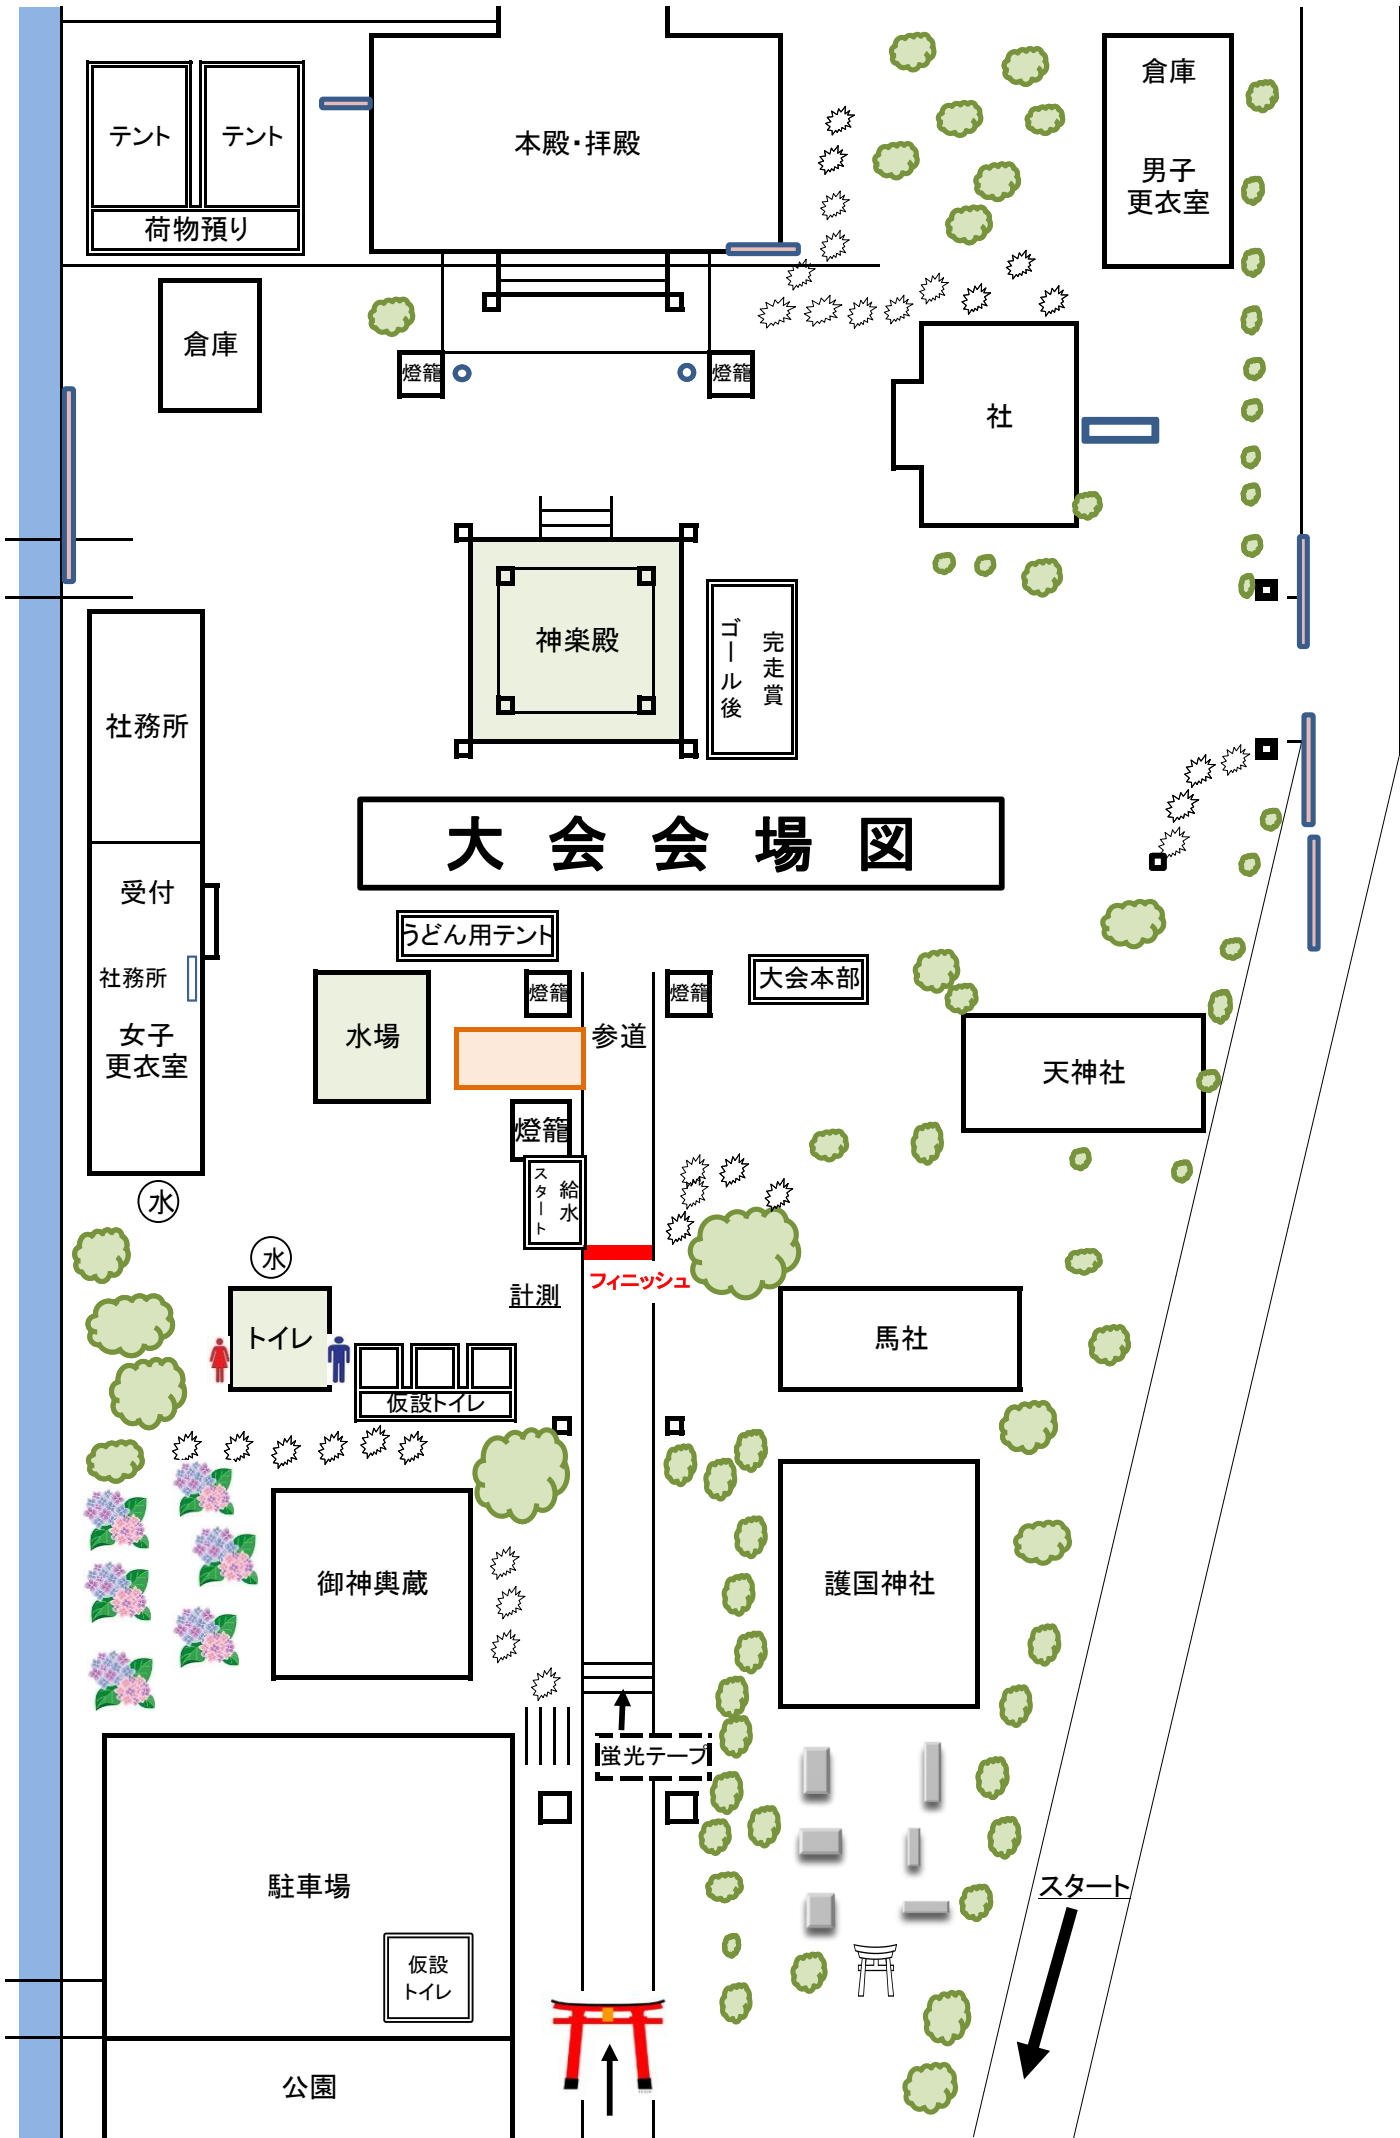 テント
テント
荷物預り
本殿・拝殿
倉庫
男子
更衣室
倉庫
燈籠
燈籠
社
神楽殿
完走賞
ゴール後
社務所
大会会場図
受付
社務所
女子
更衣室
うどん用テント
燈籠
燈籠
大会本部
水場
参道
天神社
燈籠
給水
スタート
水
水
フィニッシュ
計測
トイレ
馬社
仮設トイレ
御神輿蔵
護国神社
蛍光テープ
駐車場
スタート
仮設
トイレ
公園